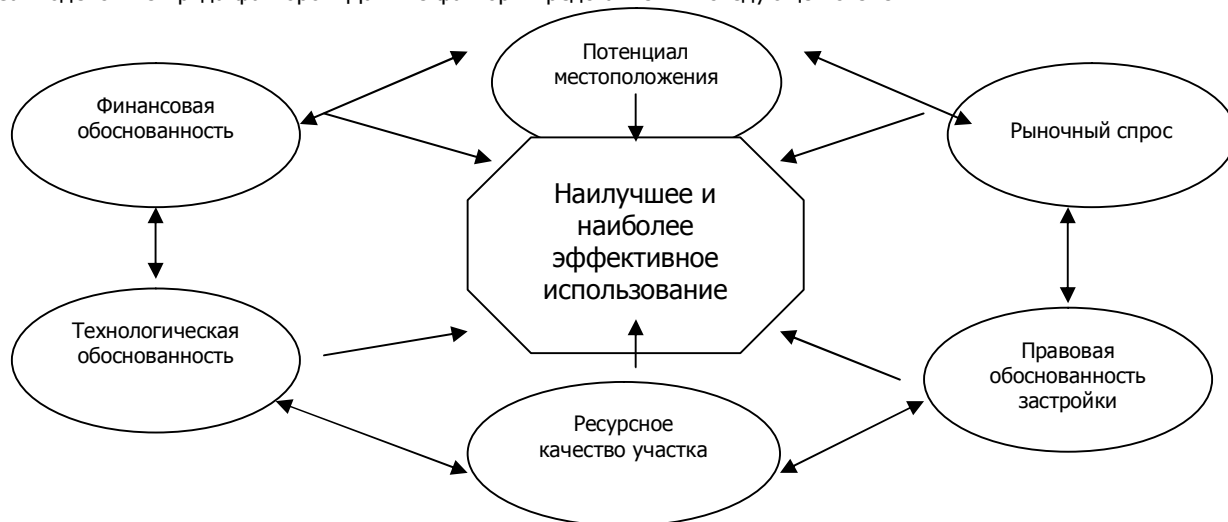 Потенциал
местоположения
Финансовая
обоснованность
Рыночный спрос
Наилучшее и
наиболее
эффективное
использование
Технологическая
обоснованность
Правовая
обоснованность
застройки
Ресурсное
качество участка